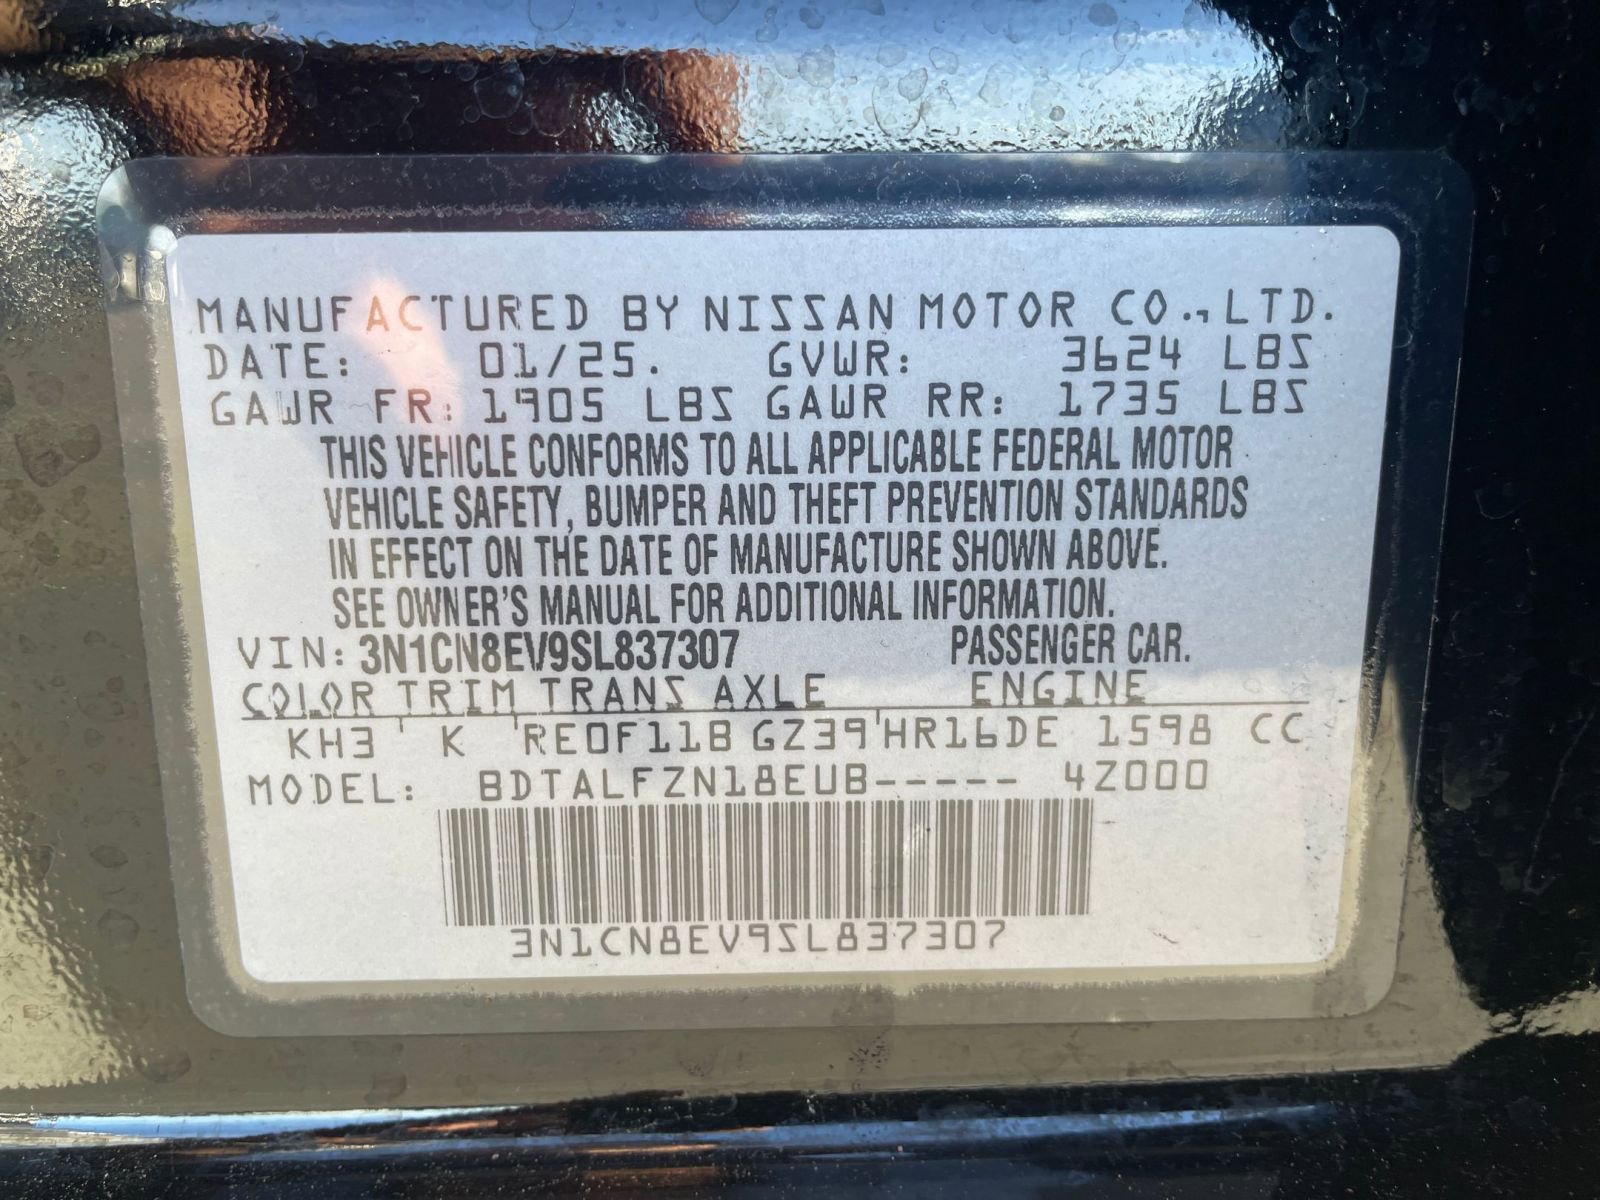 MANUFACTURED BY NISSAN MOTOR CO., LTD.
DATE: 01/25. GVWR: 3624 LBS
GAWR FR: 1905 LBS GAWR RR: 1735 LBS
THIS VEHICLE CONFORMS TO ALL APPLICABLE FEDERAL MOTOR
VEHICLE SAFETY, BUMPER AND THEFT PREVENTION STANDARDS
IN EFFECT ON THE DATE OF MANUFACTURE SHOWN ABOVE.
SEE OWNER'S MANUAL FOR ADDITIONAL INFORMATION.
VIN: 3N1CN8EV9SL837307 PASSENGER CAR.
COLOR TRIM TRANS AXLE ENGINE
KH3 K RE0F11B GZ39 HR16DE 1598 CC
MODEL: BDTALFZN18EUB----- 4Z000
3N1CN8EV9SL837307